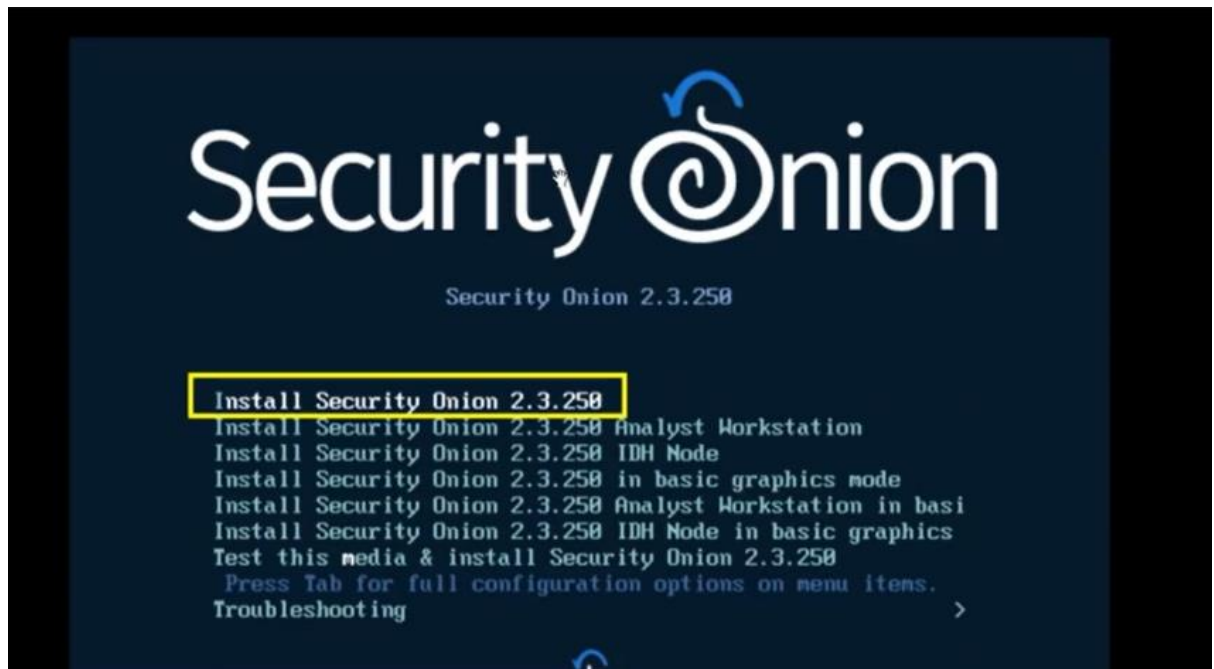 Security Onion
Security Onion 2.3.250
Install Security Onion 2.3.250
Install Security Onion 2.3.250 Analyst Workstation
Install Security Onion 2.3.250 IDH Node
Install Security Onion 2.3.250 in basic graphics mode
Install Security Onion 2.3.250 Analyst Workstation in basi
Install Security Onion 2.3.250 IDH Node in basic graphics
Test this media & install Security Onion 2.3.250
Press Tab for full configuration options on menu items.
Troubleshooting >